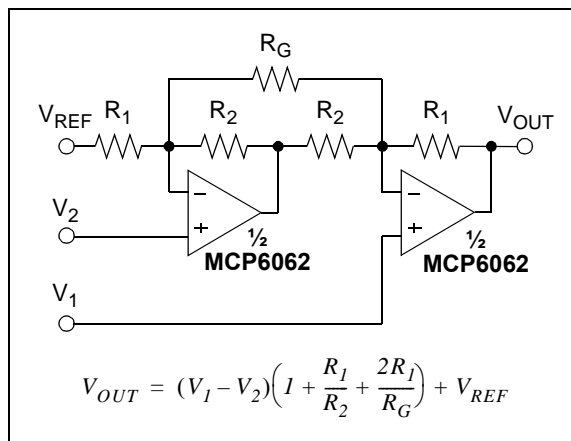 R_G
V_REF R_1 R_2 R_2 R_1 V_OUT
− −
V_2 + +
½ ½
MCP6062 MCP6062
V_1
V_OUT = (V_1 – V_2)(1 + R_1/R_2 + 2R_1/R_G) + V_REF